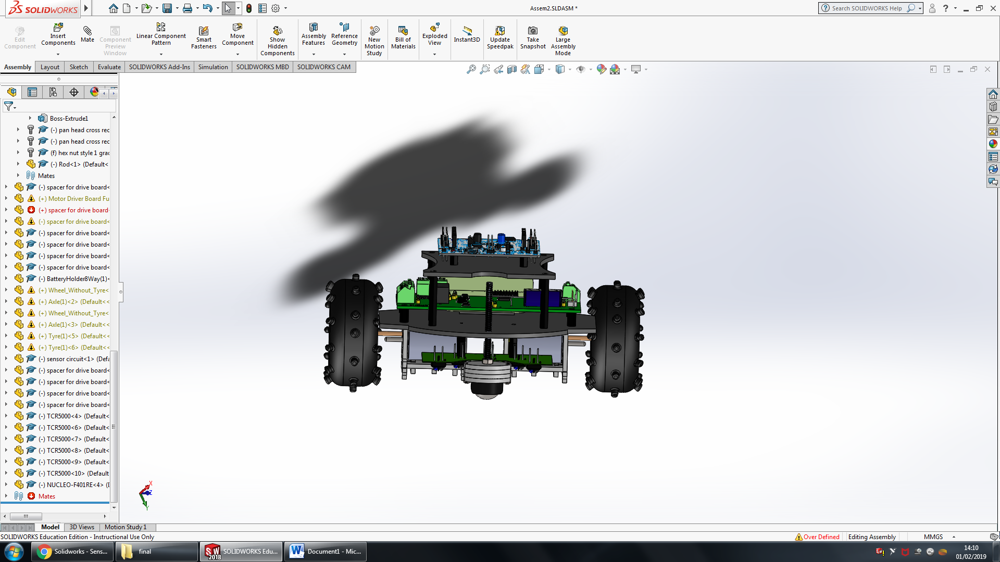 SOLIDWORKS
Assem2.SLDASM *
Search SOLIDWORKS Help
Edit Component
Insert Components
Mate
Component Preview Window
Linear Component Pattern
Smart Fasteners
Move Component
Show Hidden Components
Assembly Features
Reference Geometry
New Motion Study
Bill of Materials
Exploded View
Instant3D
Update Speedpak
Take Snapshot
Large Assembly Mode
Assembly
Layout
Sketch
Evaluate
SOLIDWORKS Add-Ins
Simulation
SOLIDWORKS MBD
SOLIDWORKS CAM
Boss-Extrude1
(-) pan head cross rec
(-) pan head cross rec
(f) hex nut style 1 grad
(-) Rod<1> (Default<
Mates
(-) spacer for drive board<
(+) Motor Driver Board Fu
(+) spacer for drive board
(-) spacer for drive board<
(-) spacer for drive board<
(-) spacer for drive board<
(-) spacer for drive board<
(-) spacer for drive board<
(-) BatteryHolder8Way(1)<
(+) Wheel_Without_Tyre<
(+) Axle(1)<2> (Default<<
(+) Wheel_Without_Tyre<
(+) Axle(1)<3> (Default<<
(+) Tyre(1)<5> (Default<<
(+) Tyre(1)<6> (Default<<
(-) sensor circuit<1> (Defa
(-) spacer for drive board<
(-) spacer for drive board<
(-) spacer for drive board<
(-) spacer for drive board<
(-) TCR5000<4> (Default<
(-) TCR5000<6> (Default<
(-) TCR5000<7> (Default<
(-) TCR5000<8> (Default<
(-) TCR5000<9> (Default<
(-) TCR5000<10> (Default
(-) NUCLEO-F401RE<4> (
Mates
X
Z
Y
Model
3D Views
Motion Study 1
SOLIDWORKS Education Edition - Instructional Use Only
Over Defined
Editing Assembly
MMGS
Solidworks - Sens...
final
SW 2018
SOLIDWORKS Edu...
Document1 - Mic...
14:10
01/02/2019